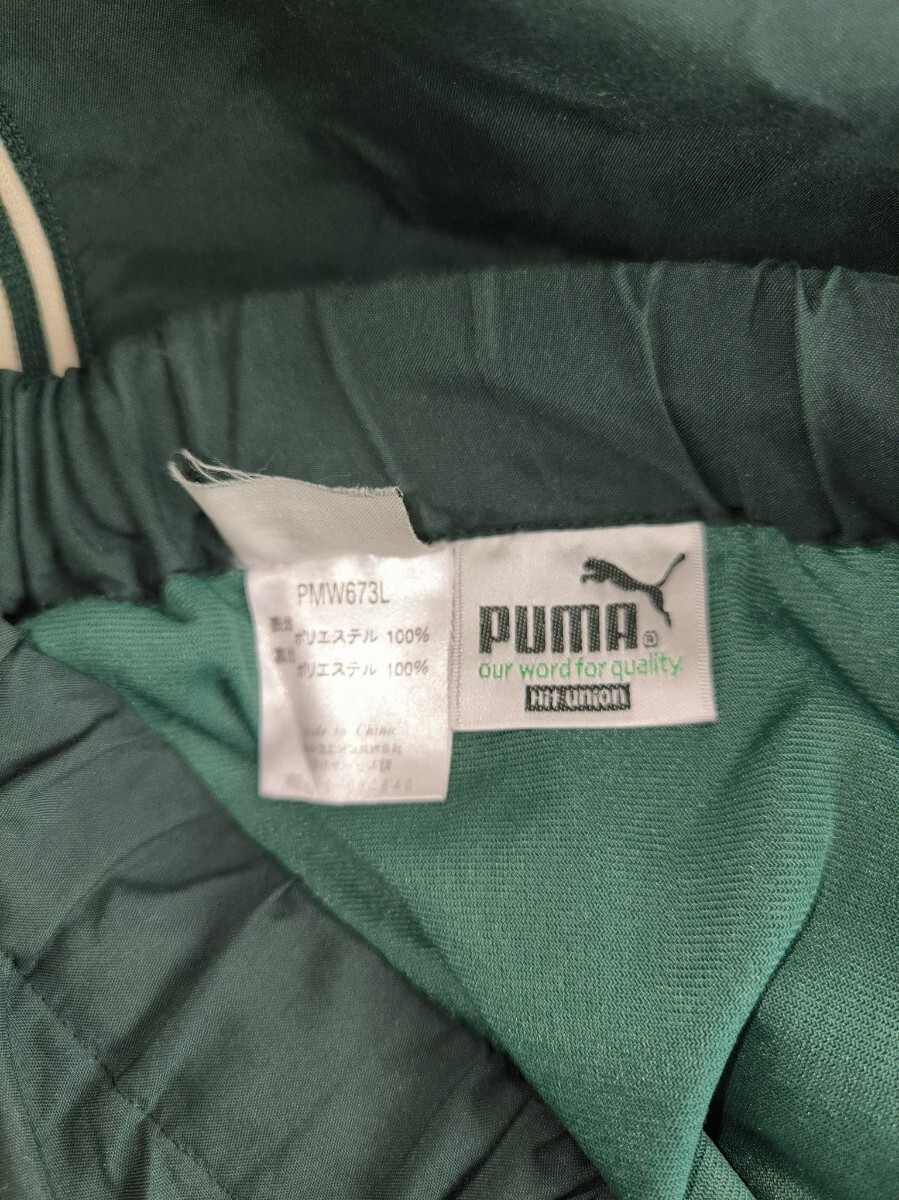 PMW673L
表地
ポリエステル 100%
裏地
ポリエステル 100%
made in China
PUMA®
our word for quality.
Hit union